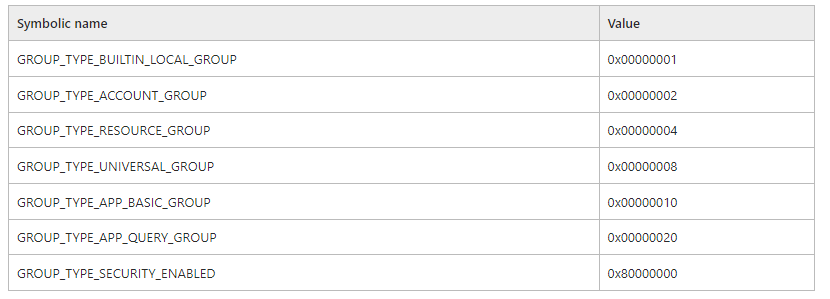 Symbolic name Value
GROUP_TYPE_BUILTIN_LOCAL_GROUP 0x00000001
GROUP_TYPE_ACCOUNT_GROUP 0x00000002
GROUP_TYPE_RESOURCE_GROUP 0x00000004
GROUP_TYPE_UNIVERSAL_GROUP 0x00000008
GROUP_TYPE_APP_BASIC_GROUP 0x00000010
GROUP_TYPE_APP_QUERY_GROUP 0x00000020
GROUP_TYPE_SECURITY_ENABLED 0x80000000